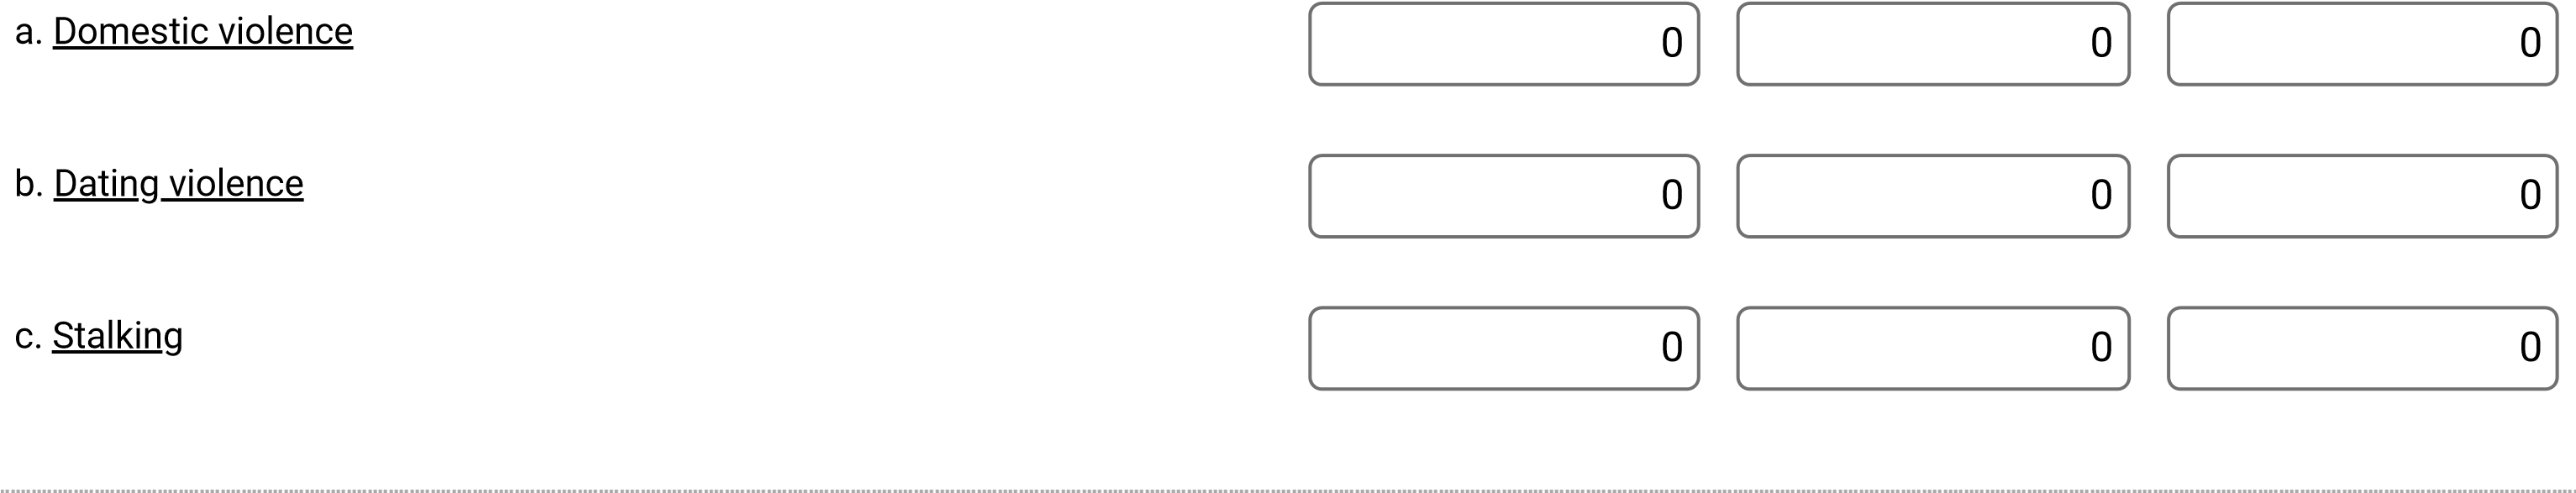 a. Domestic violence 0 0 0
b. Dating violence 0 0 0
c. Stalking 0 0 0